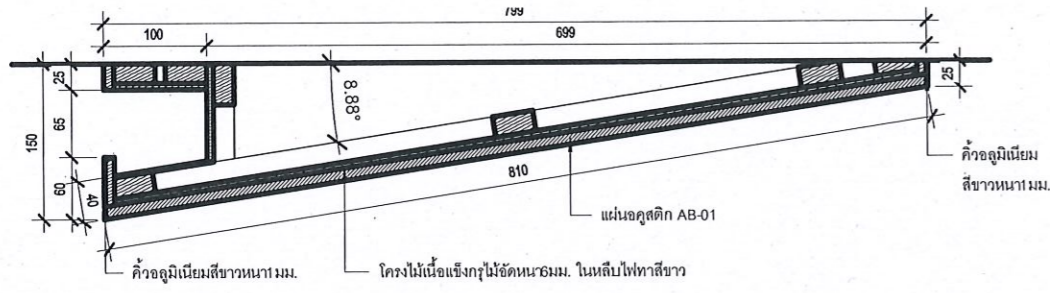 799
100
699
25
65
150
60
40
8.88°
25
810
คิ้วอลูมิเนียม
สีขาวหนา1มม.
แผ่นอคูสติก AB-01
คิ้วอลูมิเนียมสีขาวหนา1มม.
โครงไม้เนื้อแข็งกรุไม้อัดหนา6มม. ในหลืบไฟทาสีขาว